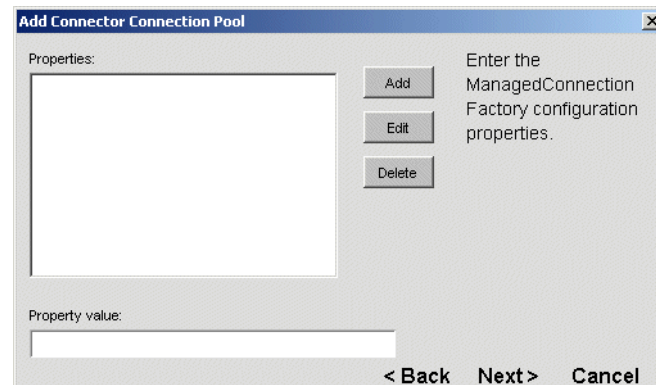 Add Connector Connection Pool
Properties:
Add
Edit
Delete
Enter the
ManagedConnection
Factory configuration
properties.
Property value:
< Back Next > Cancel